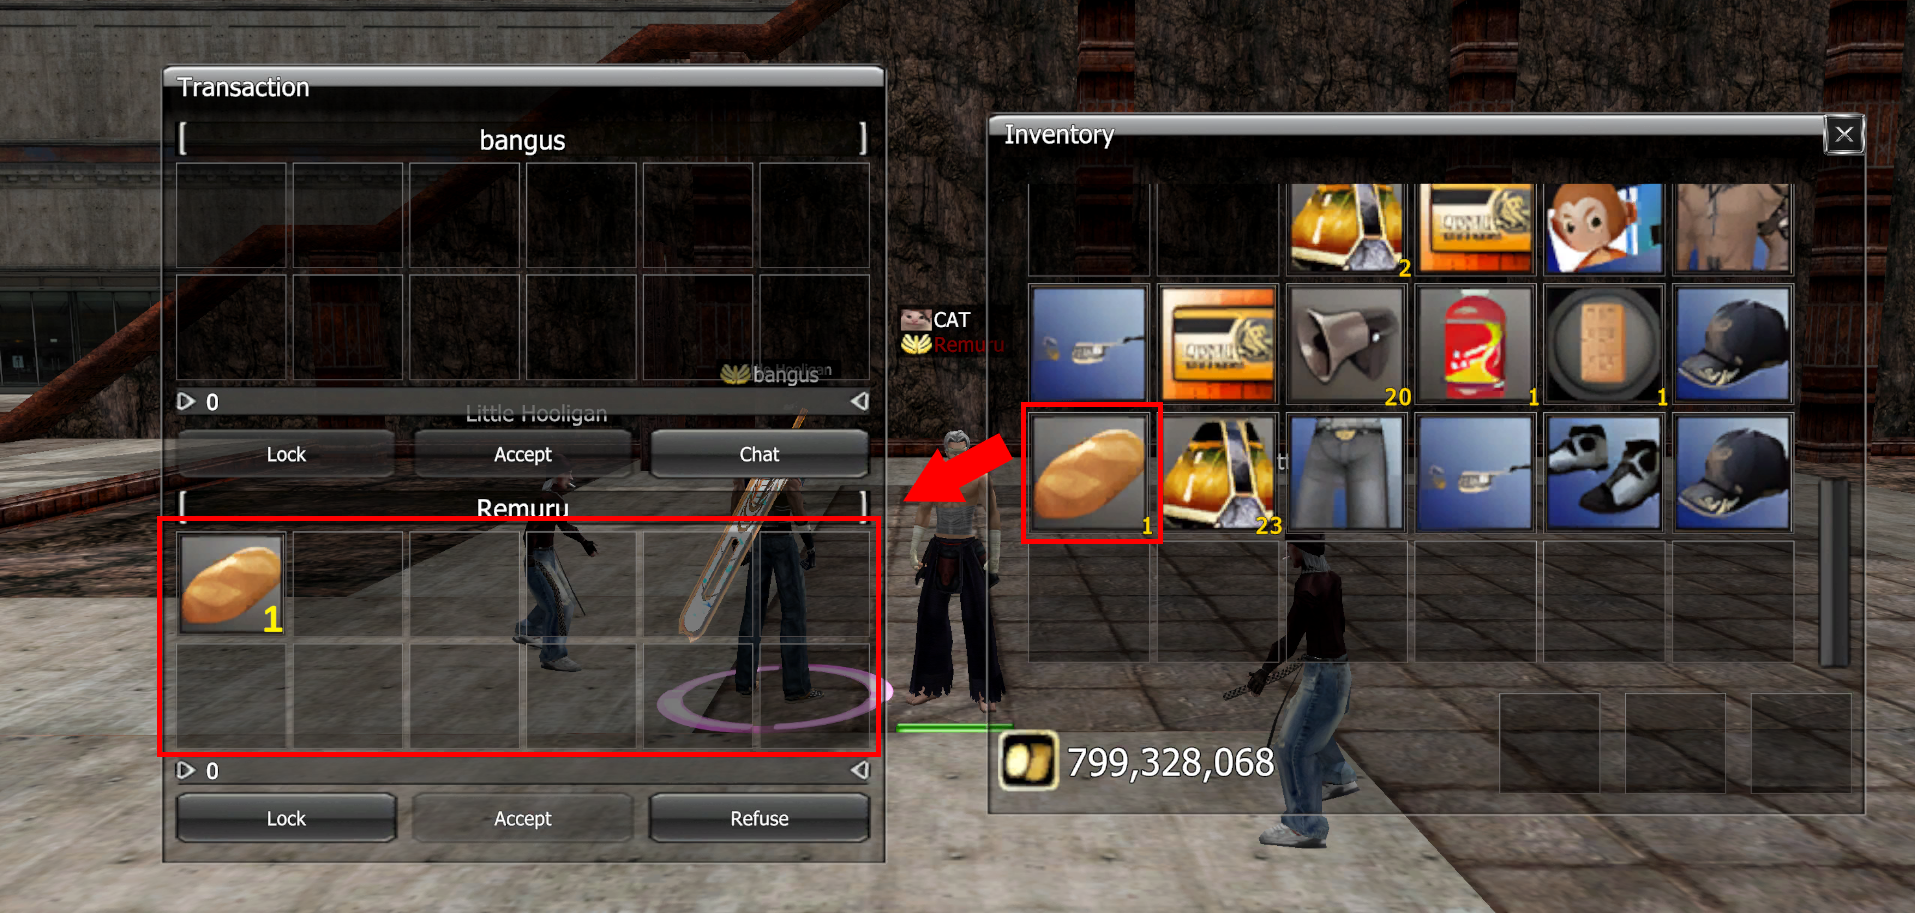 Transaction
bangus
0
Little Hooligan
Lock
Accept
Chat
Remuru
1
0
Lock
Accept
Refuse
bangus
CAT
Remuru
Inventory
2
20
1
1
1
23
799,328,068